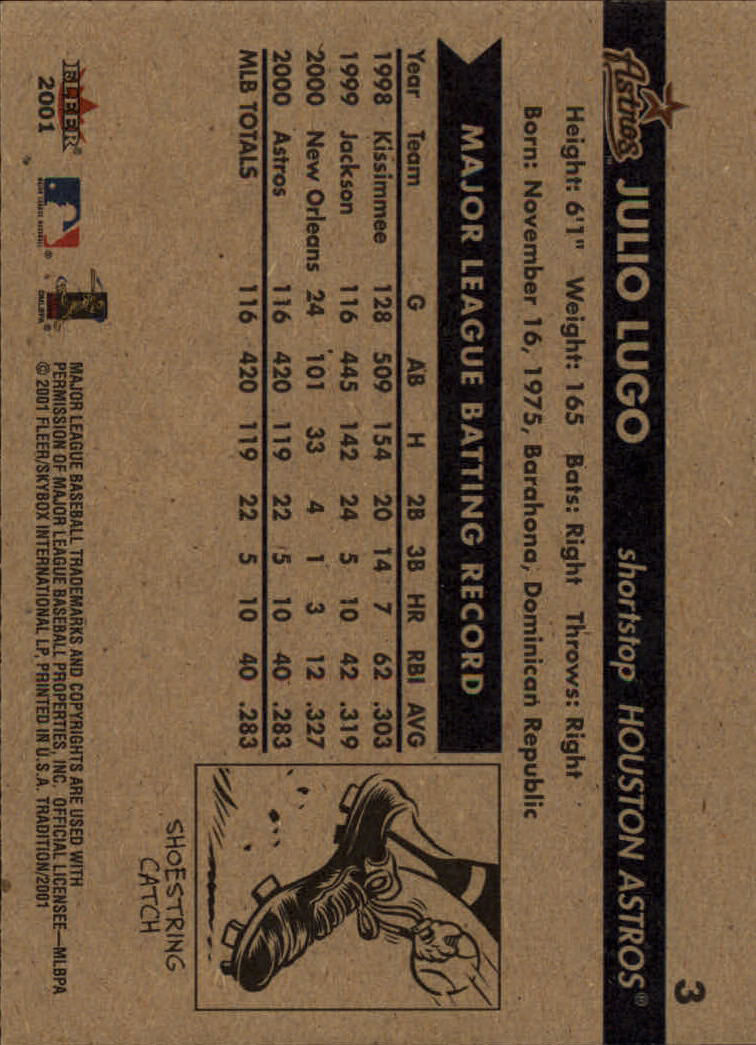 3
Astros JULIO LUGO shortstop HOUSTON ASTROS®
Height: 6'1" Weight: 165 Bats: Right Throws: Right
Born: November 16, 1975, Barahona, Dominican Republic
MAJOR LEAGUE BATTING RECORD
Year Team G AB H 2B 3B HR RBI AVG
1998 Kissimmee 128 509 154 20 14 7 62 .303
1999 Jackson 116 445 142 24 5 10 42 .319
2000 New Orleans 24 101 33 4 1 3 12 .327
2000 Astros 116 420 119 22 5 10 40 .283
MLB TOTALS 116 420 119 22 5 10 40 .283
SHOESTRING
CATCH
FLEER®
2001
MAJOR LEAGUE BASEBALL TRADEMARKS AND COPYRIGHTS ARE USED WITH
PERMISSION OF MAJOR LEAGUE BASEBALL PROPERTIES, INC. OFFICIAL LICENSEE—MLBPA
© 2001 FLEER/SKYBOX INTERNATIONAL LP, PRINTED IN U.S.A. TRADITION/2001